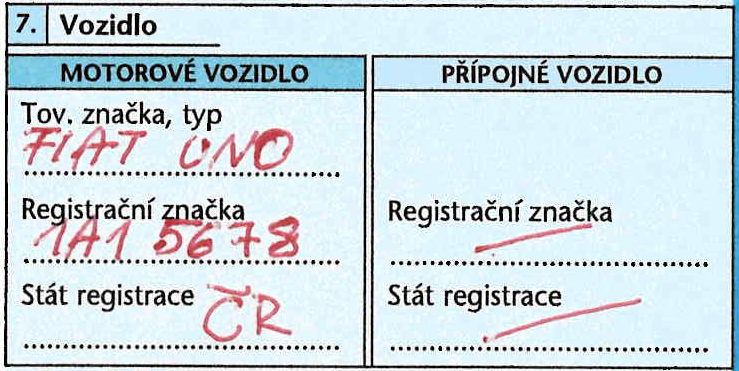 7. Vozidlo
MOTOROVÉ VOZIDLO
Tov. značka, typ
FIAT UNO
Registrační značka
1A1 5678
Stát registrace ČR
PŘÍPOJNÉ VOZIDLO
Registrační značka
Stát registrace